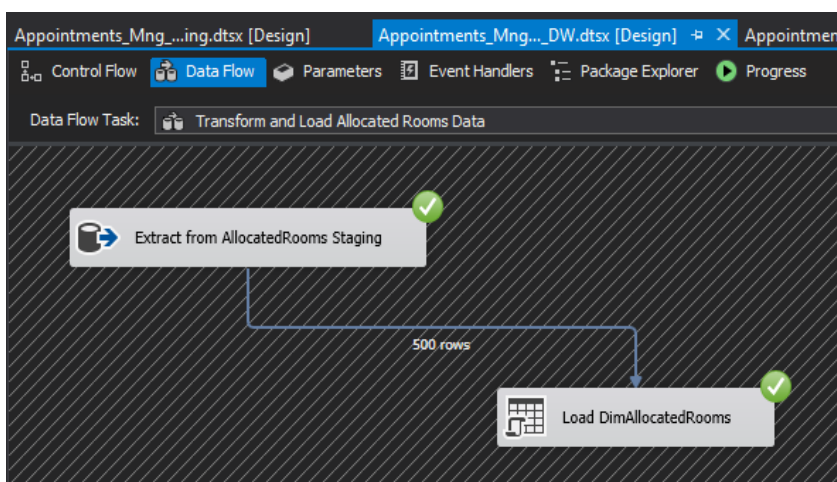 Appointments_Mng_...ing.dtsx [Design] Appointments_Mng..._DW.dtsx [Design] Appointmen
Control Flow Data Flow Parameters Event Handlers Package Explorer Progress
Data Flow Task: Transform and Load Allocated Rooms Data
Extract from AllocatedRooms Staging
500 rows
Load DimAllocatedRooms